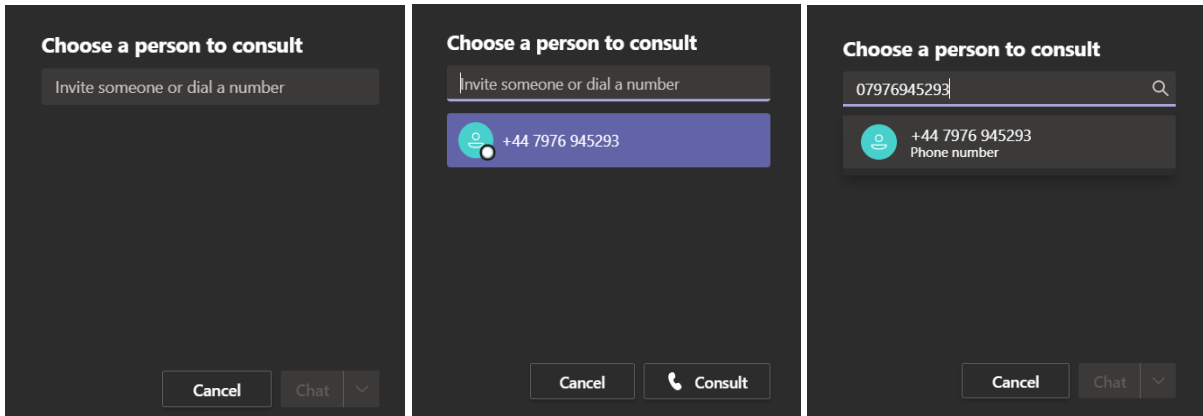 Choose a person to consult
Invite someone or dial a number
Cancel
Chat
Choose a person to consult
Invite someone or dial a number
+44 7976 945293
Cancel
Consult
Choose a person to consult
07976945293
+44 7976 945293
Phone number
Cancel
Chat